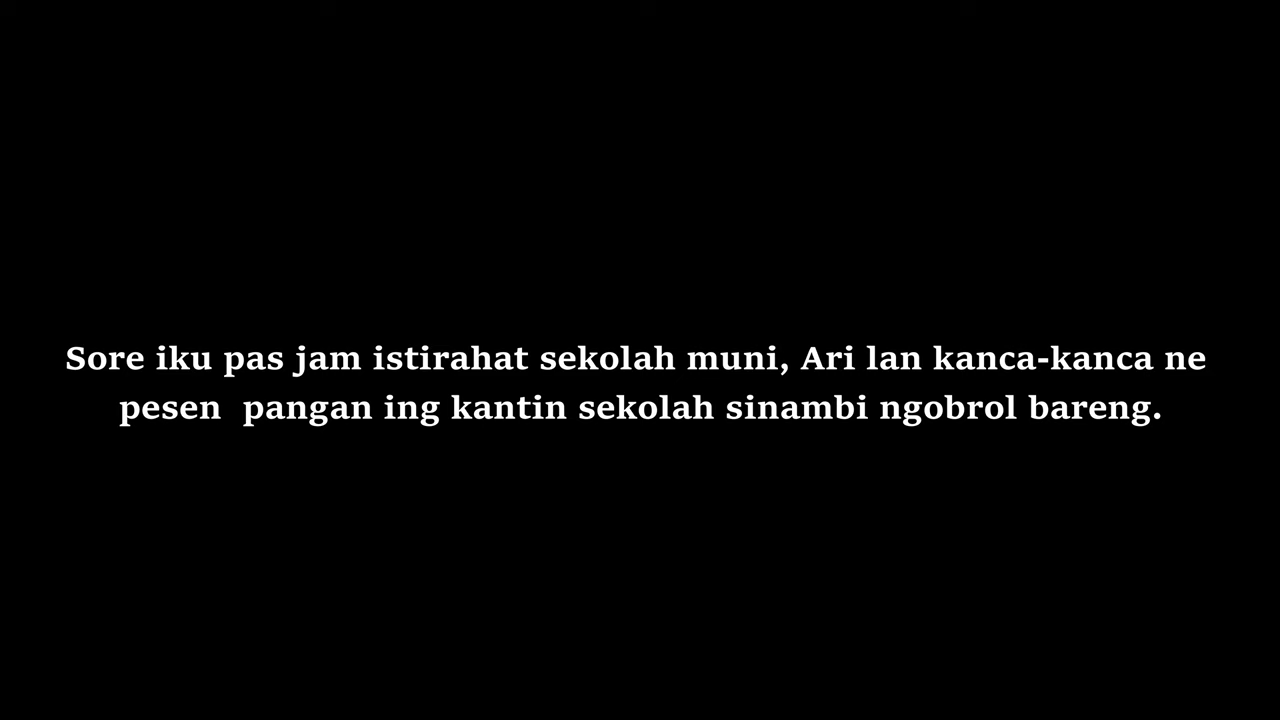 Sore iku pas jam istirahat sekolah muni, Ari lan kanca-kanca ne
pesen  pangan ing kantin sekolah sinambi ngobrol bareng.